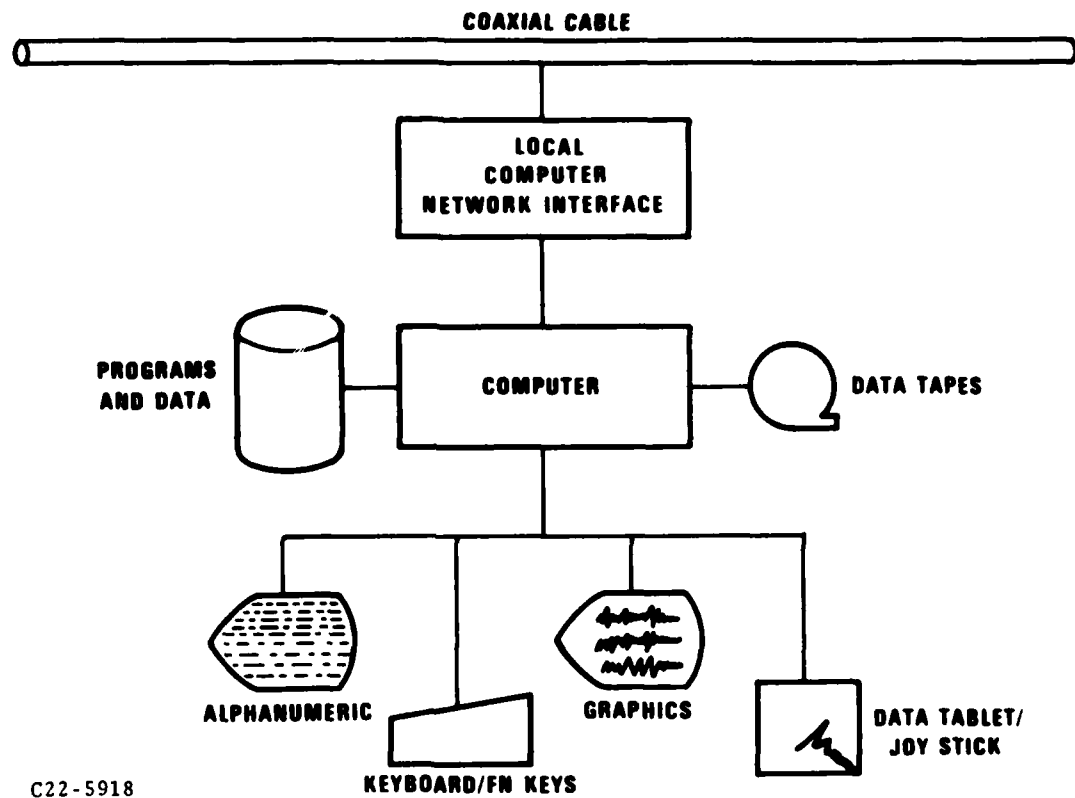 COAXIAL CABLE
LOCAL
COMPUTER
NETWORK INTERFACE
PROGRAMS
AND DATA
COMPUTER
DATA TAPES
ALPHANUMERIC
KEYBOARD/FN KEYS
GRAPHICS
DATA TABLET/
JOY STICK
C22-5918